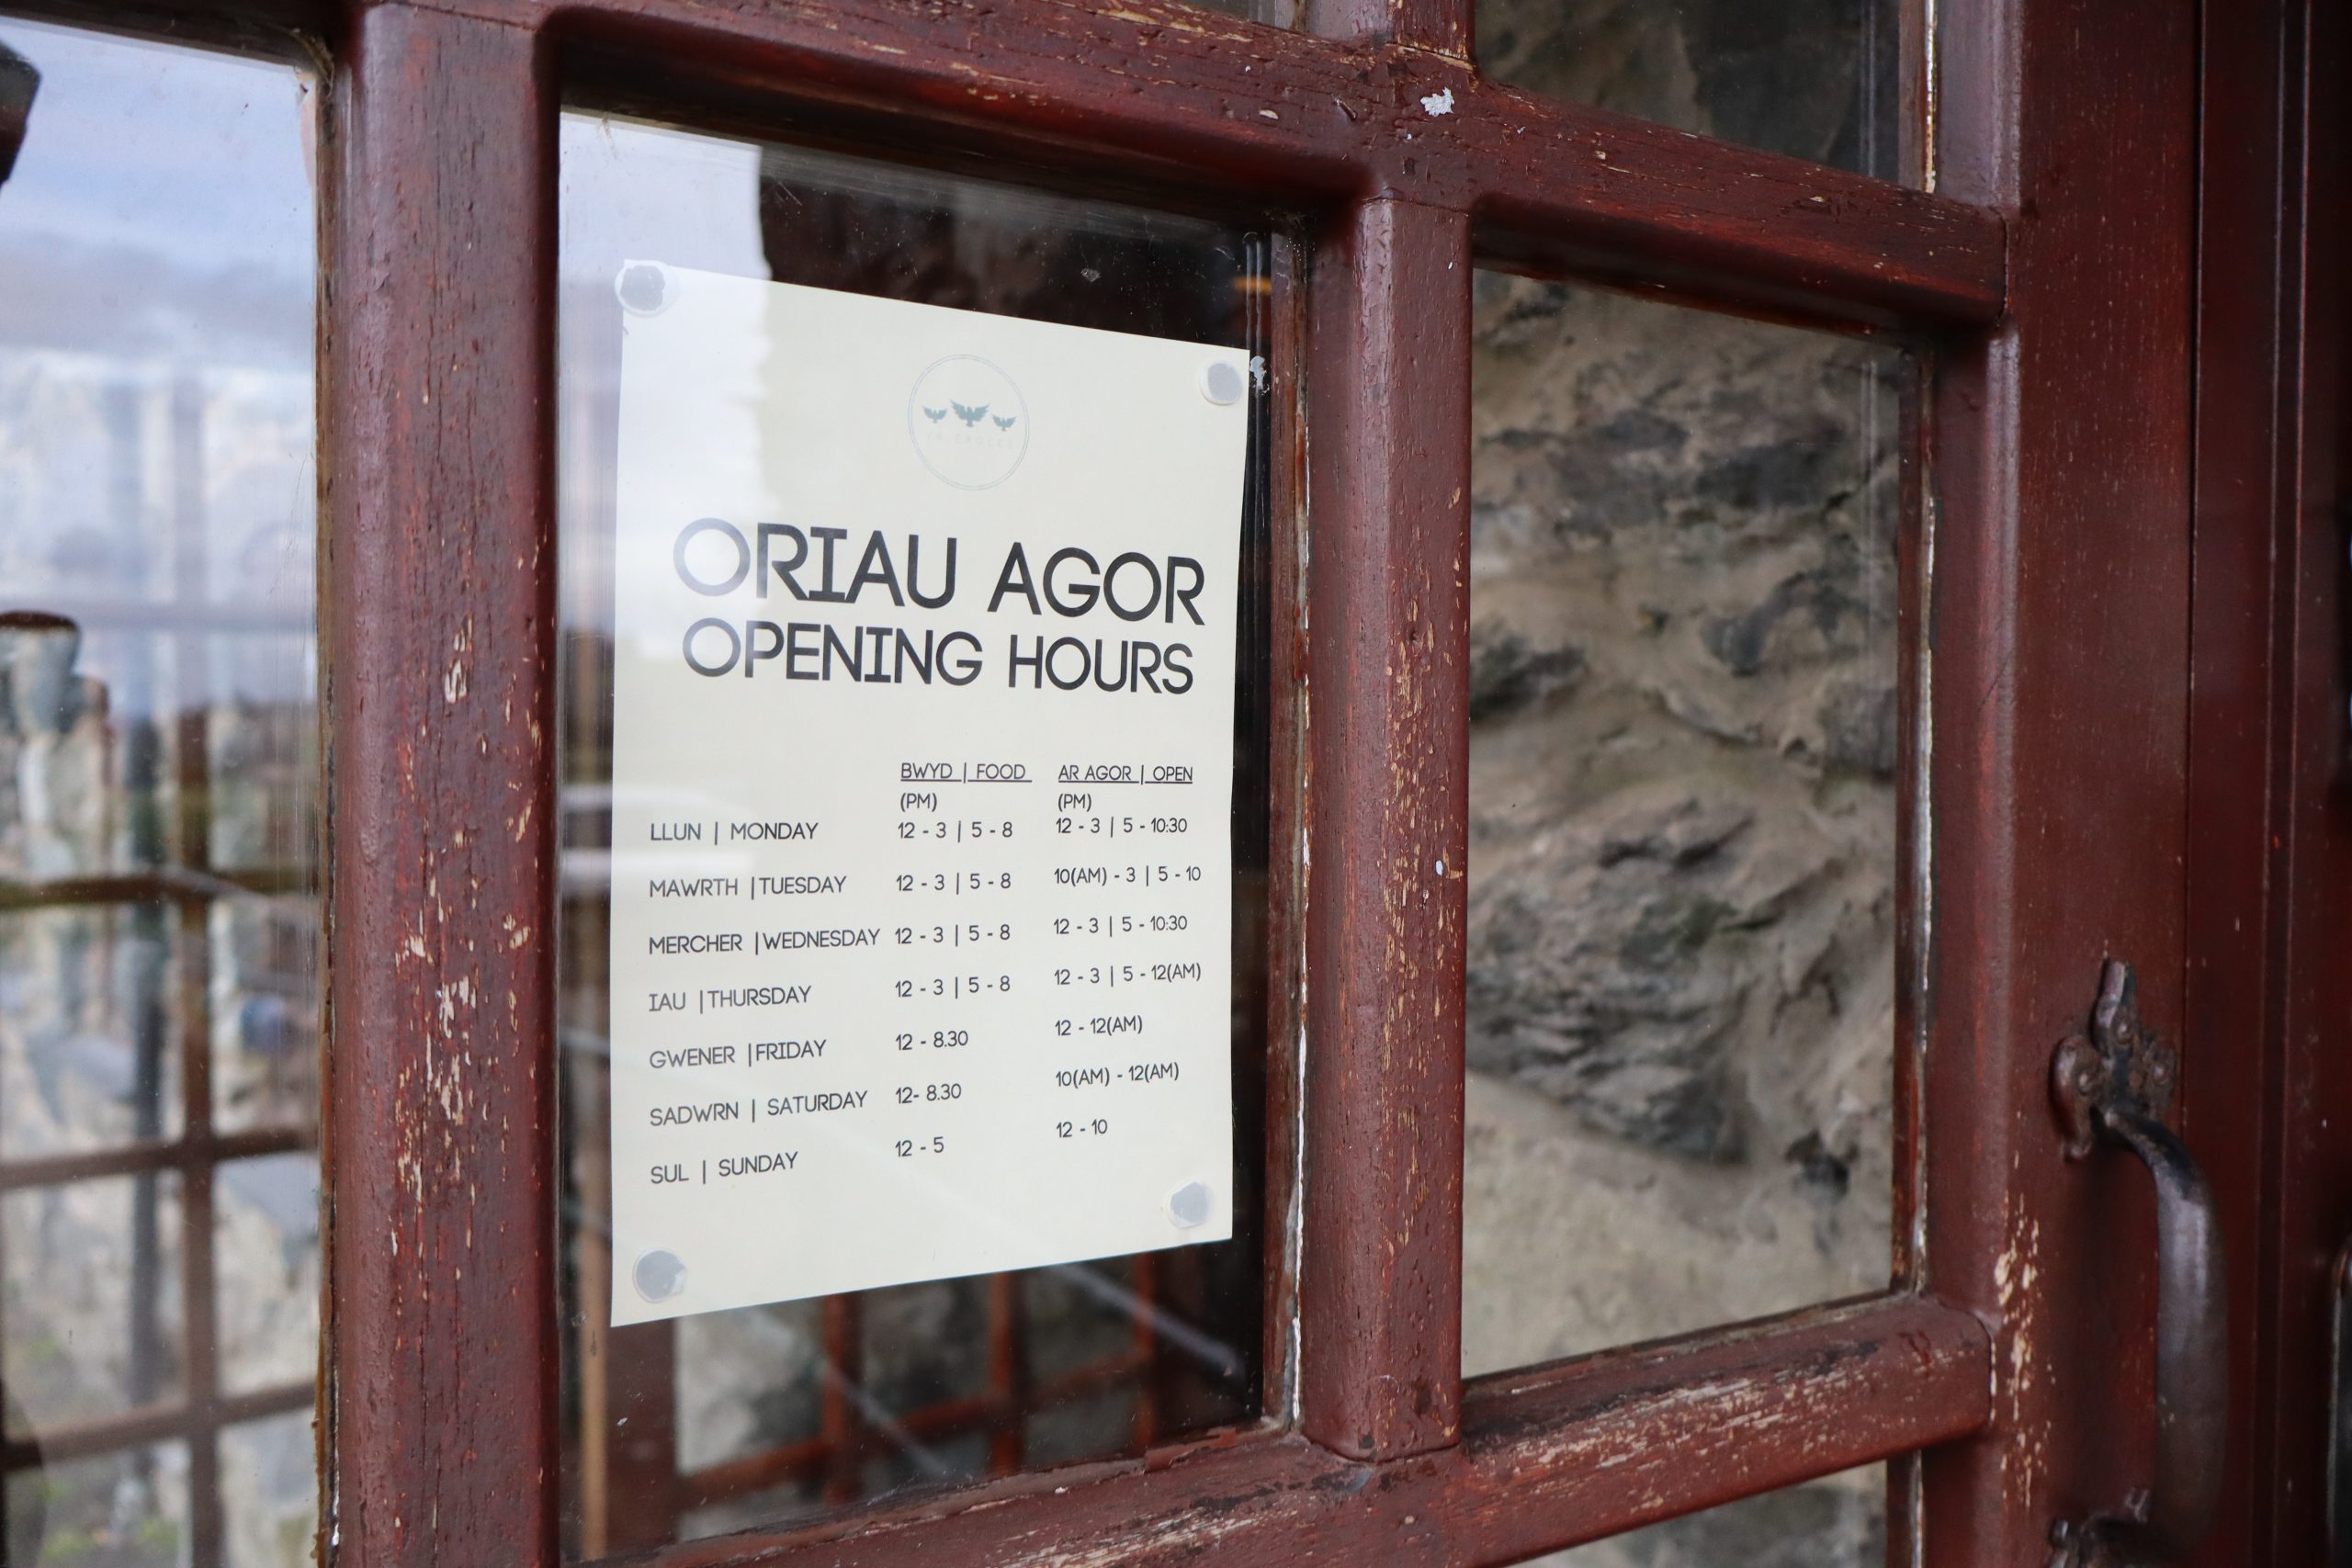 ORIAU AGOR
OPENING HOURS
BWYD | FOOD AR AGOR | OPEN
(PM) (PM)
LLUN | MONDAY 12 - 3 | 5 - 8 12 - 3 | 5 - 10:30
MAWRTH |TUESDAY 12 - 3 | 5 - 8 10(AM) - 3 | 5 - 10
MERCHER |WEDNESDAY 12 - 3 | 5 - 8 12 - 3 | 5 - 10:30
IAU |THURSDAY 12 - 3 | 5 - 8 12 - 3 | 5 - 12(AM)
GWENER |FRIDAY 12 - 8.30 12 - 12(AM)
SADWRN | SATURDAY 12- 8.30 10(AM) - 12(AM)
SUL | SUNDAY 12 - 5 12 - 10